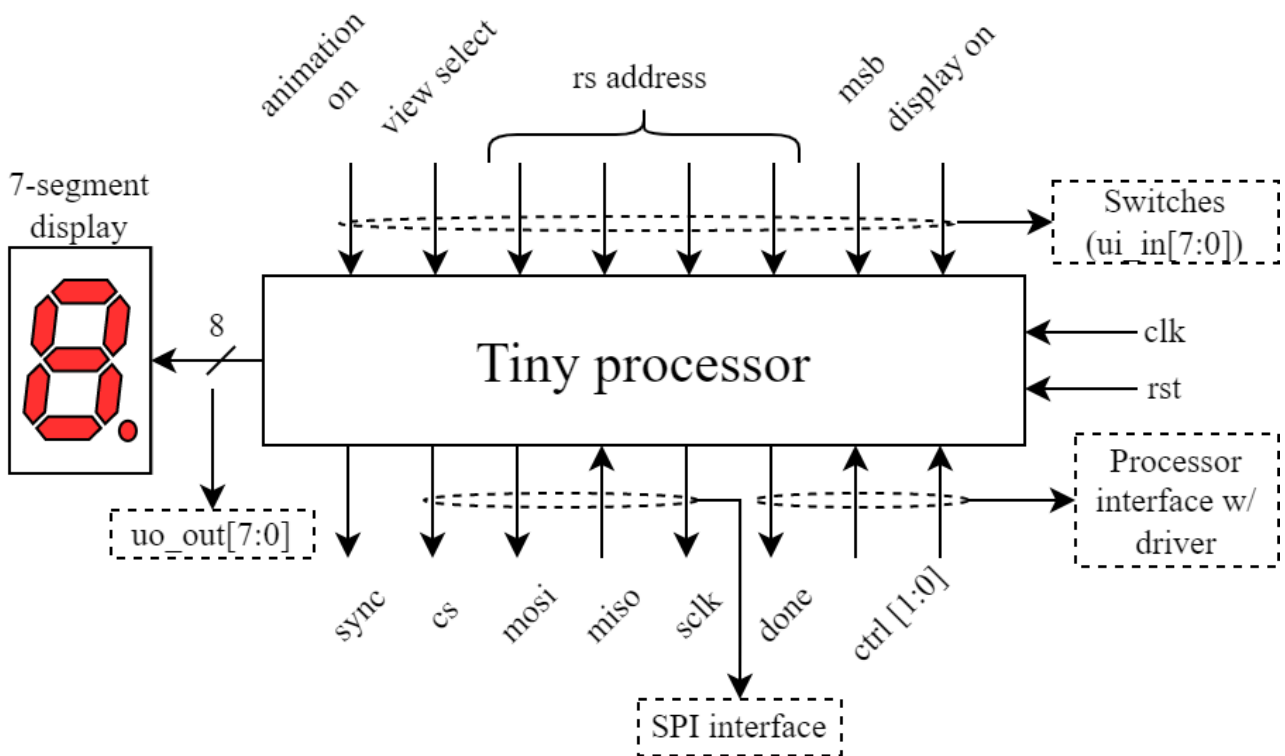 animation
on
view select
rs address
msb
display on
7-segment
display
Switches
(ui_in[7:0])
8
Tiny processor
clk
rst
uo_out[7:0]
Processor
interface w/
driver
sync
cs
mosi
miso
sclk
done
ctrl [1:0]
SPI interface